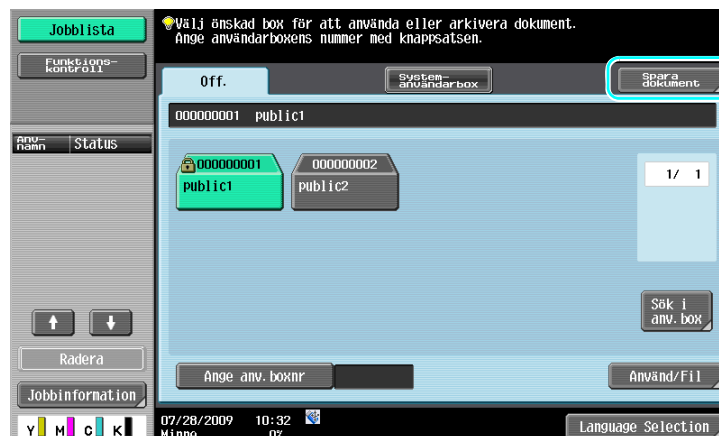 Jobblista
Funktions-
kontroll
Anv-
namn Status
Radera
Jobbinformation
Y M C K
Välj önskad box för att använda eller arkivera dokument.
Ange användarboxens nummer med knappsatsen.
Off.
System-
användarbox
Spara
dokument
000000001 public1
000000001
public1
000000002
public2
1/ 1
Sök i
anv.box
Ange anv.boxnr
Använd/Fil
07/28/2009 10:32
Minne 0%
Language Selection